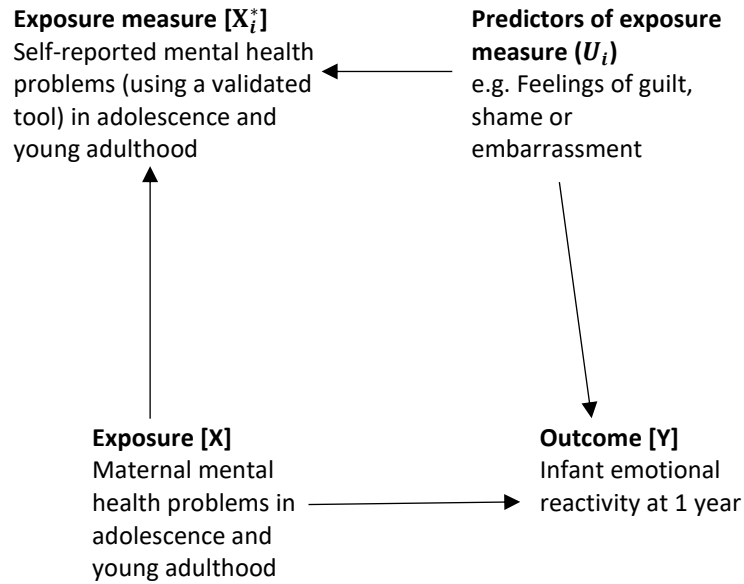 Exposure measure [X*i]
Self-reported mental health
problems (using a validated
tool) in adolescence and
young adulthood
Predictors of exposure
measure (Ui)
e.g. Feelings of guilt,
shame or
embarrassment
Exposure [X]
Maternal mental
health problems in
adolescence and
young adulthood
Outcome [Y]
Infant emotional
reactivity at 1 year